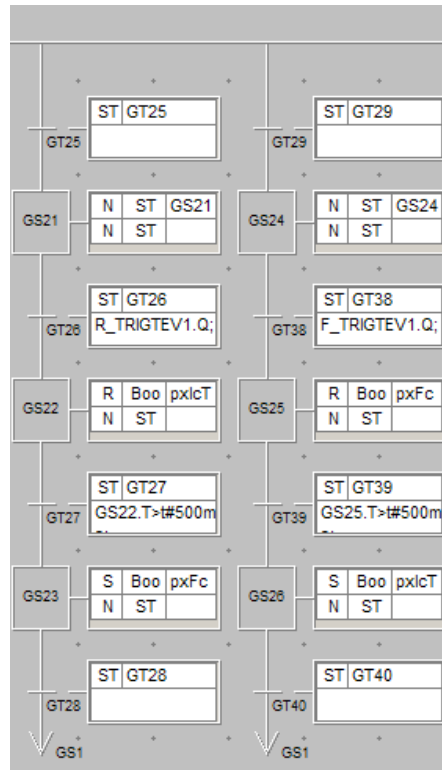 ST GT25
ST GT29
GT25
GT29
GS21
N ST GS21
N ST
GS24
N ST GS24
N ST
ST GT26
R_TRIGTEV1.Q;
ST GT38
F_TRIGTEV1.Q;
GT26
GT38
GS22
R Boo pxlcT
N ST
GS25
R Boo pxFc
N ST
ST GT27
GS22.T>t#500m
ST GT39
GS25.T>t#500m
GT27
GT39
GS23
S Boo pxFc
N ST
GS26
S Boo pxlcT
N ST
ST GT28
ST GT40
GT28
GT40
GS1
GS1